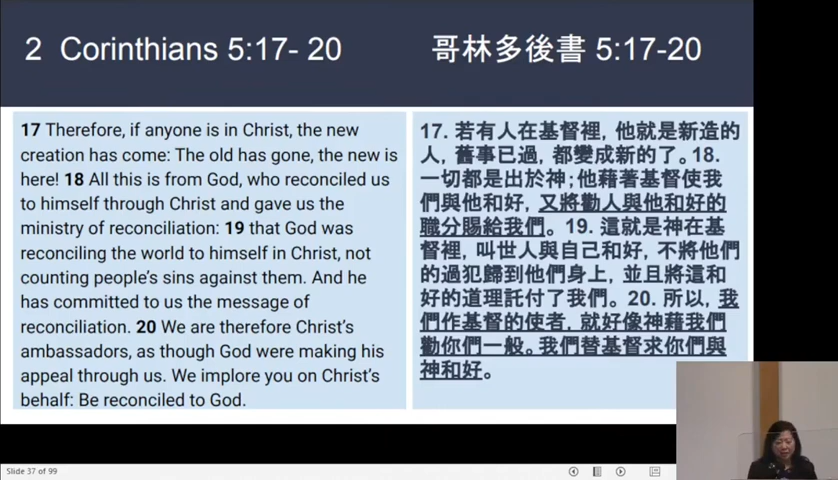 2 Corinthians 5:17- 20
哥林多後書 5:17-20
17 Therefore, if anyone is in Christ, the new
creation has come: The old has gone, the new is
here! 18 All this is from God, who reconciled us
to himself through Christ and gave us the
ministry of reconciliation: 19 that God was
reconciling the world to himself in Christ, not
counting people's sins against them. And he
has committed to us the message of
reconciliation. 20 We are therefore Christ's
ambassadors, as though God were making his
appeal through us. We implore you on Christ's
behalf: Be reconciled to God.
17. 若有人在基督裡, 他就是新造的
人, 舊事已過, 都變成新的了。18.
一切都是出於神; 他藉著基督使我
們與他和好, 又將勸人與他和好的
職分賜給我們。19. 這就是神在基
督裡, 叫世人與自己和好, 不將他們
的過犯歸到他們身上, 並且將這和
好的道理託付了我們。20. 所以, 我
們作基督的使者, 就好像神藉我們
勸你們一般。我們替基督求你們與
神和好。
Slide 37 of 99